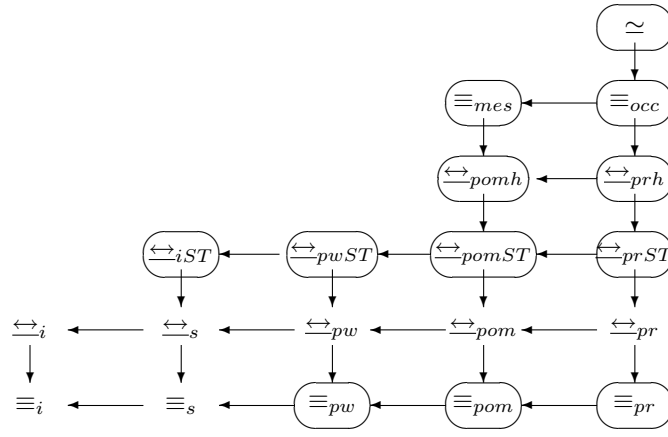 ≃
≡mes ≡occ
↔pomh ↔prh
↔iST ↔pwST ↔pomST ↔prST
↔i ↔s ↔pw ↔pom ↔pr
≡i ≡s ≡pw ≡pom ≡pr